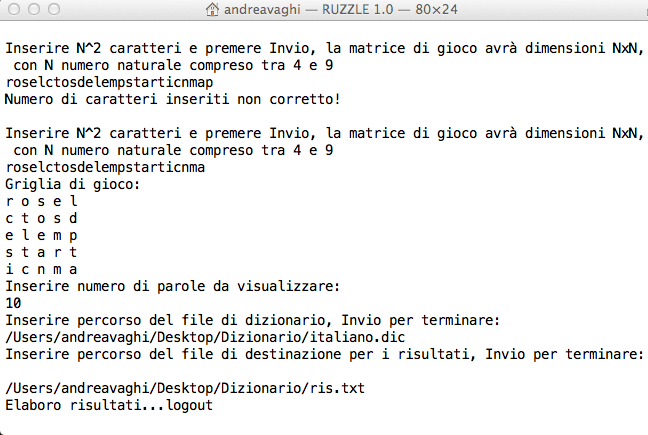 andreavaghi — RUZZLE 1.0 — 80×24
Inserire N^2 caratteri e premere Invio, la matrice di gioco avrà dimensioni NxN,
con N numero naturale compreso tra 4 e 9
roselctosdelempstarticnmap
Numero di caratteri inseriti non corretto!
Inserire N^2 caratteri e premere Invio, la matrice di gioco avrà dimensioni NxN,
con N numero naturale compreso tra 4 e 9
roselctosdelempstarticnma
Griglia di gioco:
r o s e l
c t o s d
e l e m p
s t a r t
i c n m a
Inserire numero di parole da visualizzare:
10
Inserire percorso del file di dizionario, Invio per terminare:
/Users/andreavaghi/Desktop/Dizionario/italiano.dic
Inserire percorso del file di destinazione per i risultati, Invio per terminare:
/Users/andreavaghi/Desktop/Dizionario/ris.txt
Elaboro risultati...logout